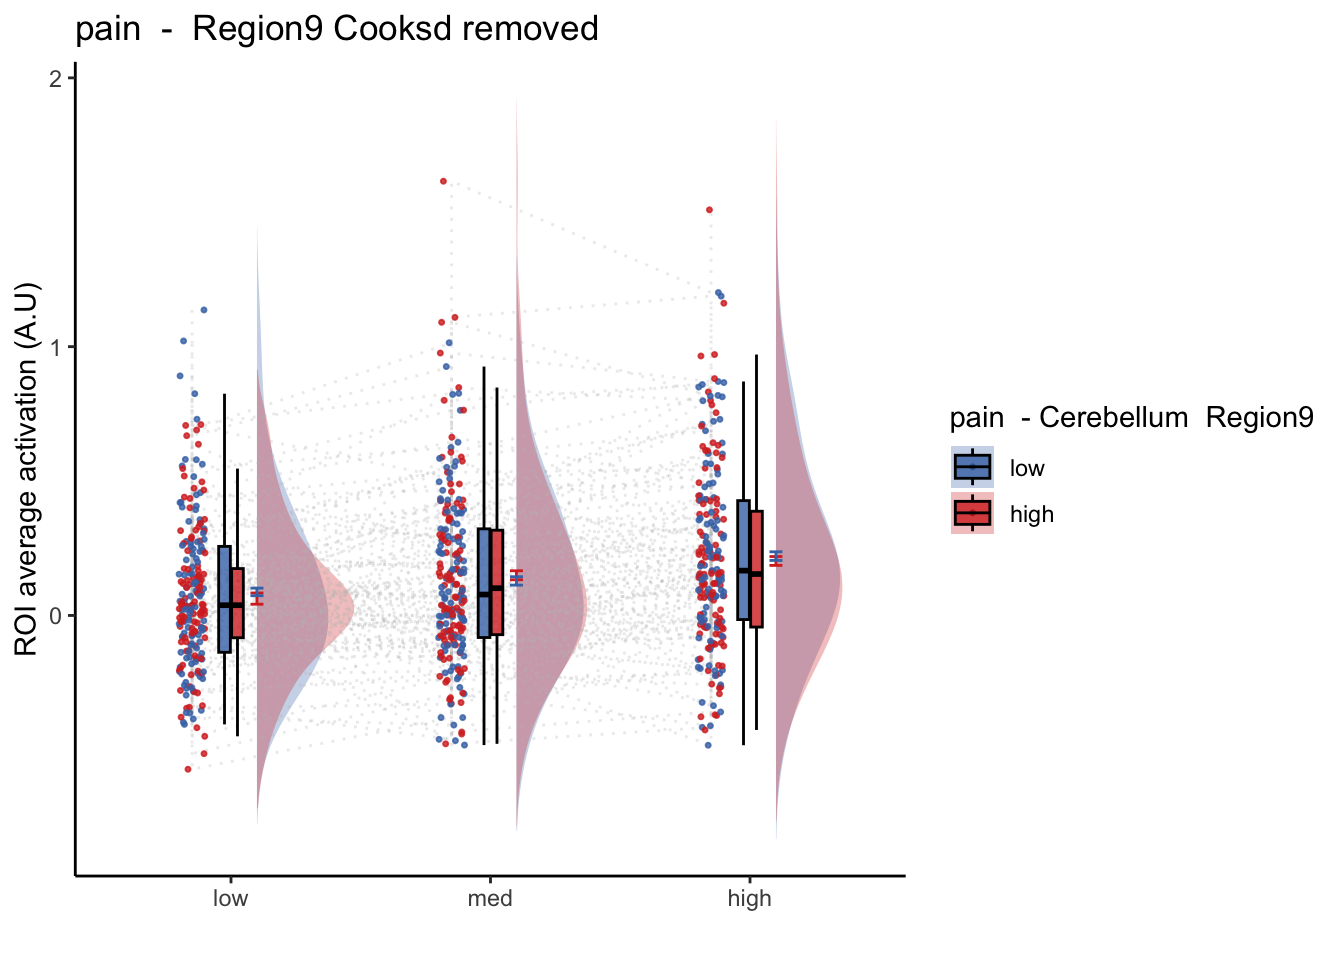 pain  -  Region9 Cooksd removed
ROI average activation (A.U)
2
1
0
low
med
high
pain  - Cerebellum  Region9
low
high